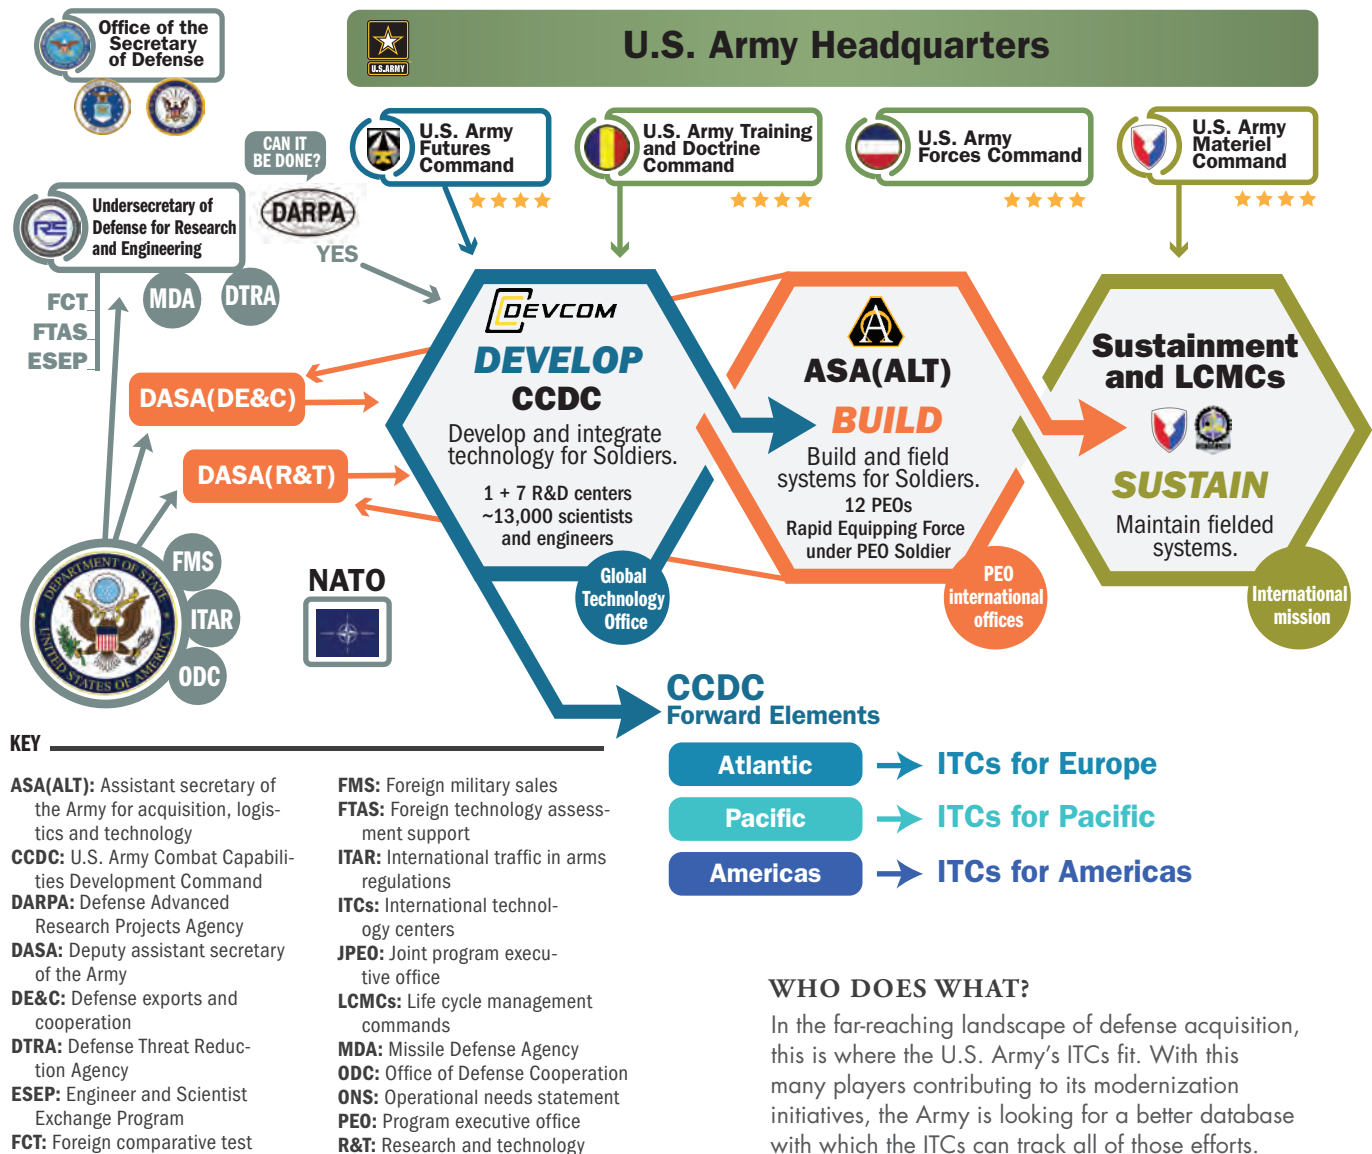 Office of the
Secretary
of Defense
U.S.ARMY
U.S. Army Headquarters
U.S. Army
Futures
Command
U.S. Army Training
and Doctrine
Command
U.S. Army
Forces Command
U.S. Army
Materiel
Command
CAN IT
BE DONE?
DARPA
YES
Undersecretary of
Defense for Research
and Engineering
MDA
DTRA
FCT
FTAS
ESEP
DASA(DE&C)
DASA(R&T)
DEVCOM
DEVELOP
CCDC
Develop and integrate
technology for Soldiers.
1 + 7 R&D centers
~13,000 scientists
and engineers
Global
Technology
Office
ASA(ALT)
BUILD
Build and field
systems for Soldiers.
12 PEOs
Rapid Equipping Force
under PEO Soldier
PEO
international
offices
Sustainment
and LCMCs
SUSTAIN
Maintain fielded
systems.
International
mission
DEPARTMENT OF STATE
UNITED STATES OF AMERICA
FMS
ITAR
ODC
NATO
CCDC
Forward Elements
Atlantic
ITCs for Europe
Pacific
ITCs for Pacific
Americas
ITCs for Americas
KEY
ASA(ALT): Assistant secretary of
the Army for acquisition, logis-
tics and technology
CCDC: U.S. Army Combat Capabili-
ties Development Command
DARPA: Defense Advanced
Research Projects Agency
DASA: Deputy assistant secretary
of the Army
DE&C: Defense exports and
cooperation
DTRA: Defense Threat Reduc-
tion Agency
ESEP: Engineer and Scientist
Exchange Program
FCT: Foreign comparative test
FMS: Foreign military sales
FTAS: Foreign technology assess-
ment support
ITAR: International traffic in arms
regulations
ITCs: International technol-
ogy centers
JPEO: Joint program execu-
tive office
LCMCs: Life cycle management
commands
MDA: Missile Defense Agency
ODC: Office of Defense Cooperation
ONS: Operational needs statement
PEO: Program executive office
R&T: Research and technology
WHO DOES WHAT?
In the far-reaching landscape of defense acquisition,
this is where the U.S. Army's ITCs fit. With this
many players contributing to its modernization
initiatives, the Army is looking for a better database
with which the ITCs can track all of those efforts.